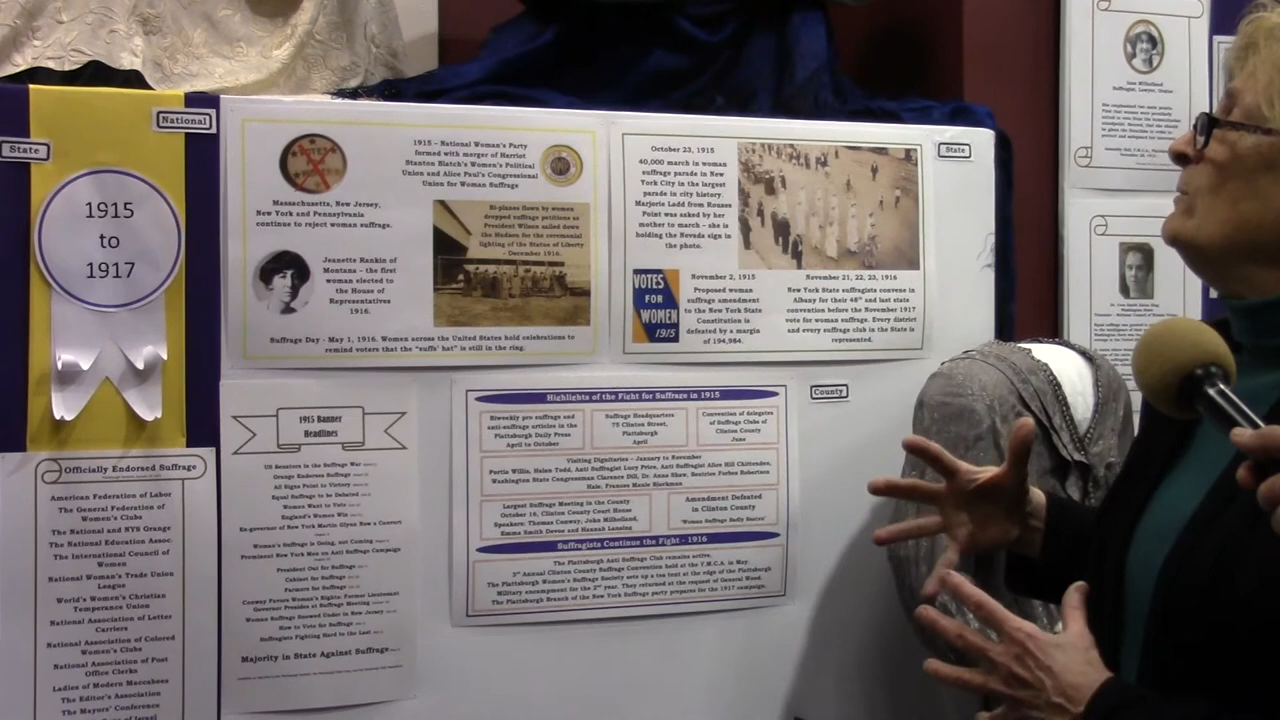 State
National
1915
to
1917
Officially Endorsed Suffrage
American Federation of Labor
The General Federation of
Women's Clubs
The National and NYS Grange
The National Education Assoc.
The International Council of
Women
National Woman's Trade Union
League
World's Women's Christian
Temperance Union
National Association of Letter
Carriers
National Association of Colored
Women's Clubs
National Association of Post
Office Clerks
Ladies of Modern Maccabees
The Editor's Association
The Mayors' Conference
of Israel
VOTES
1915 – National Woman's Party
formed with merger of Harriot
Stanton Blatch's Women's Political
Union and Alice Paul's Congressional
Union for Woman Suffrage
Massachusetts, New Jersey,
New York and Pennsylvania
continue to reject woman suffrage.
Bi-planes flown by women
dropped suffrage petitions as
President Wilson sailed down
the Hudson for the ceremonial
lighting of the Statue of Liberty
– December 1916.
Jeanette Rankin of
Montana – the first
woman elected to
the House of
Representatives
1916.
Suffrage Day - May 1, 1916. Women across the United States hold celebrations to
remind voters that the "suffs' hat" is still in the ring.
October 23, 1915
40,000 march in woman
suffrage parade in New
York City in the largest
parade in city history.
Marjorie Ladd from Rouses
Point was asked by her
mother to march – she is
holding the Nevada sign in
the photo.
State
VOTES
FOR
WOMEN
1915
November 2, 1915
Proposed woman
suffrage amendment
to the New York State
Constitution is
defeated by a margin
of 194,984.
November 21, 22, 23, 1916
New York State suffragists convene in
Albany for their 48th and last state
convention before the November 1917
vote for woman suffrage. Every district
and every suffrage club in the State is
represented.
1915 Banner
Headlines
US Senators in the Suffrage War
Orange Endorses Suffrage
All Signs Point to Victory
Equal Suffrage to be Debated
Women Want to Vote
England's Women Win
Ex-governor of New York Martin Glynn Now a Convert
Woman's Suffrage is Going, not Coming
Prominent New York Men on Anti Suffrage Campaign
President Out for Suffrage
Cabinet for Suffrage
Farmers for Suffrage
Conway Favors Woman's Rights: Former Lieutenant
Governor Presides at Suffrage Meeting
Woman Suffrage Snowed Under in New Jersey
How to Vote for Suffrage
Suffragists Fighting Hard to the Last
Majority in State Against Suffrage
County
Highlights of the Fight for Suffrage in 1915
Biweekly pro suffrage and
anti-suffrage articles in the
Plattsburgh Daily Press
April to October
Suffrage Headquarters
75 Clinton Street,
Plattsburgh
April
Convention of delegates
of Suffrage Clubs of
Clinton County
June
Visiting Dignitaries – January to November
Portia Willis, Helen Todd, Anti Suffragist Lucy Price, Anti Suffragist Alice Hill Chittenden,
Washington State Congressman Clarence Dill, Dr. Anna Shaw, Beatrice Forbes Robertson
Hale, Frances Maule Bjorkman
Largest Suffrage Meeting in the County
October 16, Clinton County Court House
Speakers: Thomas Conway, John Milholland,
Emma Smith Devoe and Hannah Lansing
Amendment Defeated
in Clinton County
'Woman Suffrage Badly Beaten'
Suffragists Continue the Fight - 1916
The Plattsburgh Anti Suffrage Club remains active.
3rd Annual Clinton County Suffrage Convention held at the Y.M.C.A. in May
The Plattsburgh Women's Suffrage Society sets up a tea tent at the edge of the Plattsburgh
Military encampment for the 2nd year. They returned at the request of General Wood.
The Plattsburgh Branch of the New York Suffrage party prepares for the 1917 campaign.
Inez Milholland
Suffragist, Lawyer, Orator
Washington State